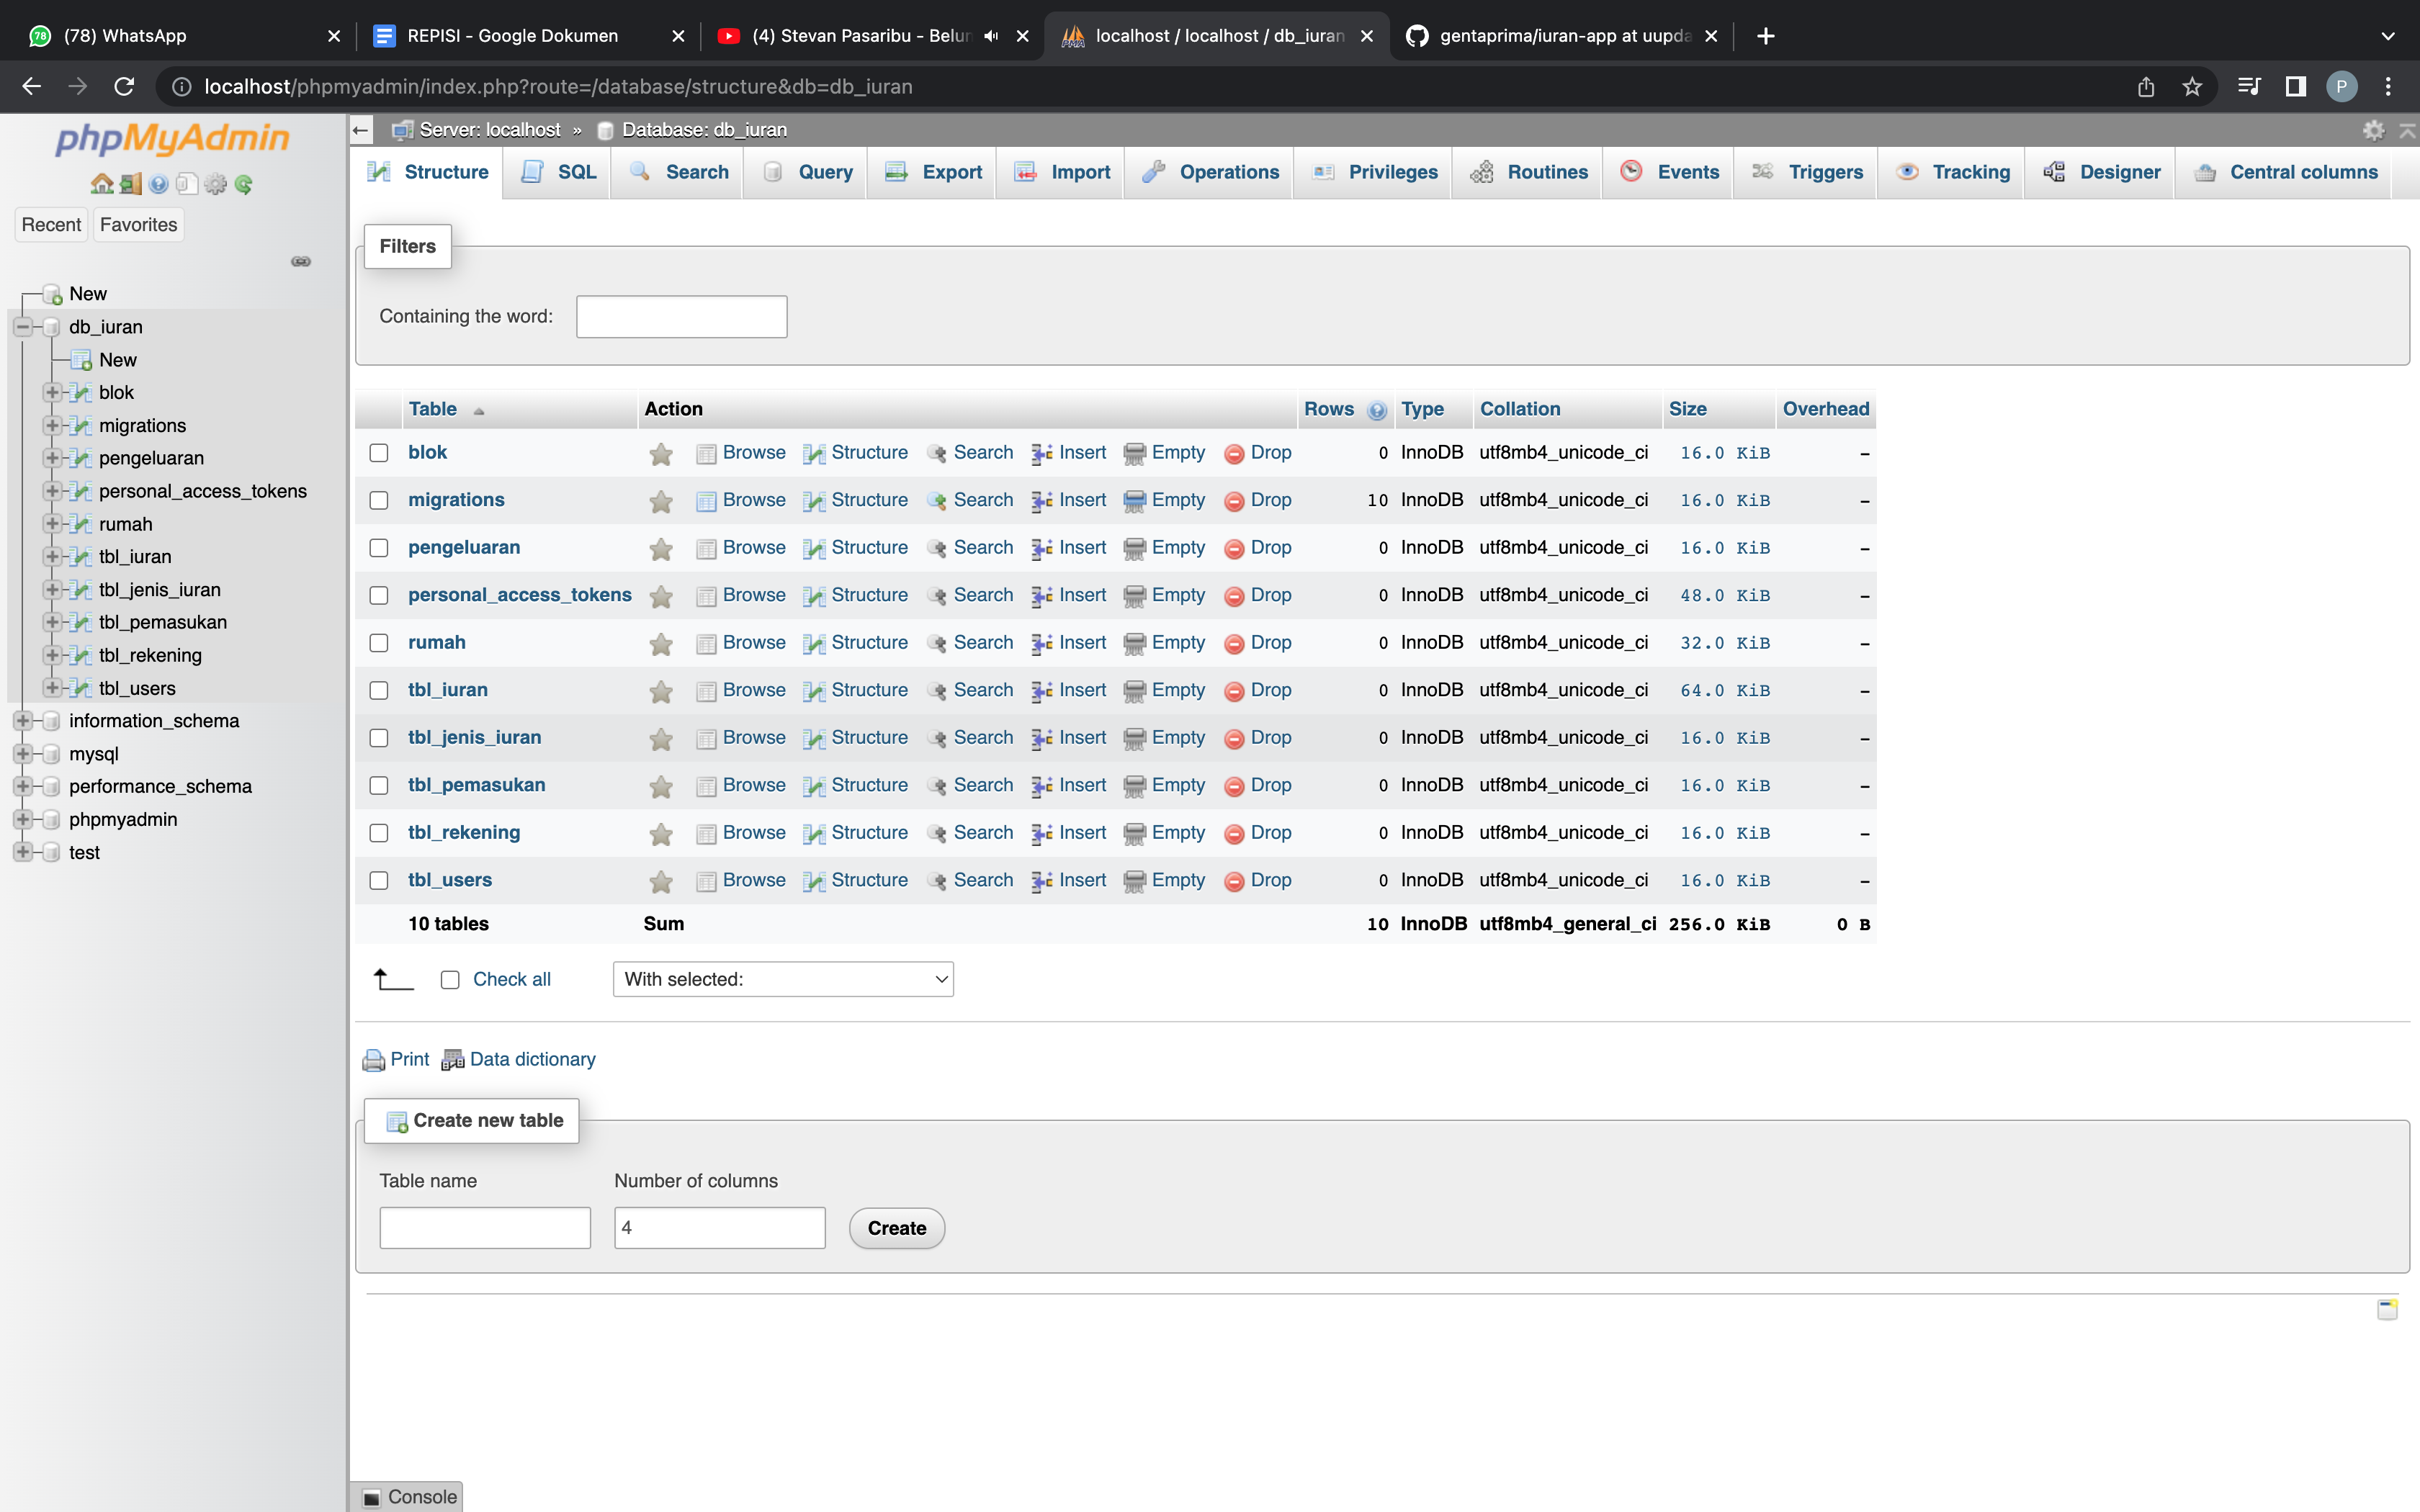 (78) WhatsApp
REPISI - Google Dokumen
(4) Stevan Pasaribu - Belun
localhost / localhost / db_iuran
gentaprima/iuran-app at uupda
localhost/phpmyadmin/index.php?route=/database/structure&db=db_iuran
P
phpMyAdmin
Recent
Favorites
New
db_iuran
New
blok
migrations
pengeluaran
personal_access_tokens
rumah
tbl_iuran
tbl_jenis_iuran
tbl_pemasukan
tbl_rekening
tbl_users
information_schema
mysql
performance_schema
phpmyadmin
test
Server: localhost » Database: db_iuran
Structure SQL Search Query Export Import Operations Privileges Routines Events Triggers Tracking Designer Central columns
Filters
Containing the word:
Table Action Rows Type Collation Size Overhead
blok Browse Structure Search Insert Empty Drop 0 InnoDB utf8mb4_unicode_ci 16.0 KiB –
migrations Browse Structure Search Insert Empty Drop 10 InnoDB utf8mb4_unicode_ci 16.0 KiB –
pengeluaran Browse Structure Search Insert Empty Drop 0 InnoDB utf8mb4_unicode_ci 16.0 KiB –
personal_access_tokens Browse Structure Search Insert Empty Drop 0 InnoDB utf8mb4_unicode_ci 48.0 KiB –
rumah Browse Structure Search Insert Empty Drop 0 InnoDB utf8mb4_unicode_ci 32.0 KiB –
tbl_iuran Browse Structure Search Insert Empty Drop 0 InnoDB utf8mb4_unicode_ci 64.0 KiB –
tbl_jenis_iuran Browse Structure Search Insert Empty Drop 0 InnoDB utf8mb4_unicode_ci 16.0 KiB –
tbl_pemasukan Browse Structure Search Insert Empty Drop 0 InnoDB utf8mb4_unicode_ci 16.0 KiB –
tbl_rekening Browse Structure Search Insert Empty Drop 0 InnoDB utf8mb4_unicode_ci 16.0 KiB –
tbl_users Browse Structure Search Insert Empty Drop 0 InnoDB utf8mb4_unicode_ci 16.0 KiB –
10 tables Sum 10 InnoDB utf8mb4_general_ci 256.0 KiB 0 B
Check all
With selected:
Print Data dictionary
Create new table
Table name Number of columns
4 Create
Console